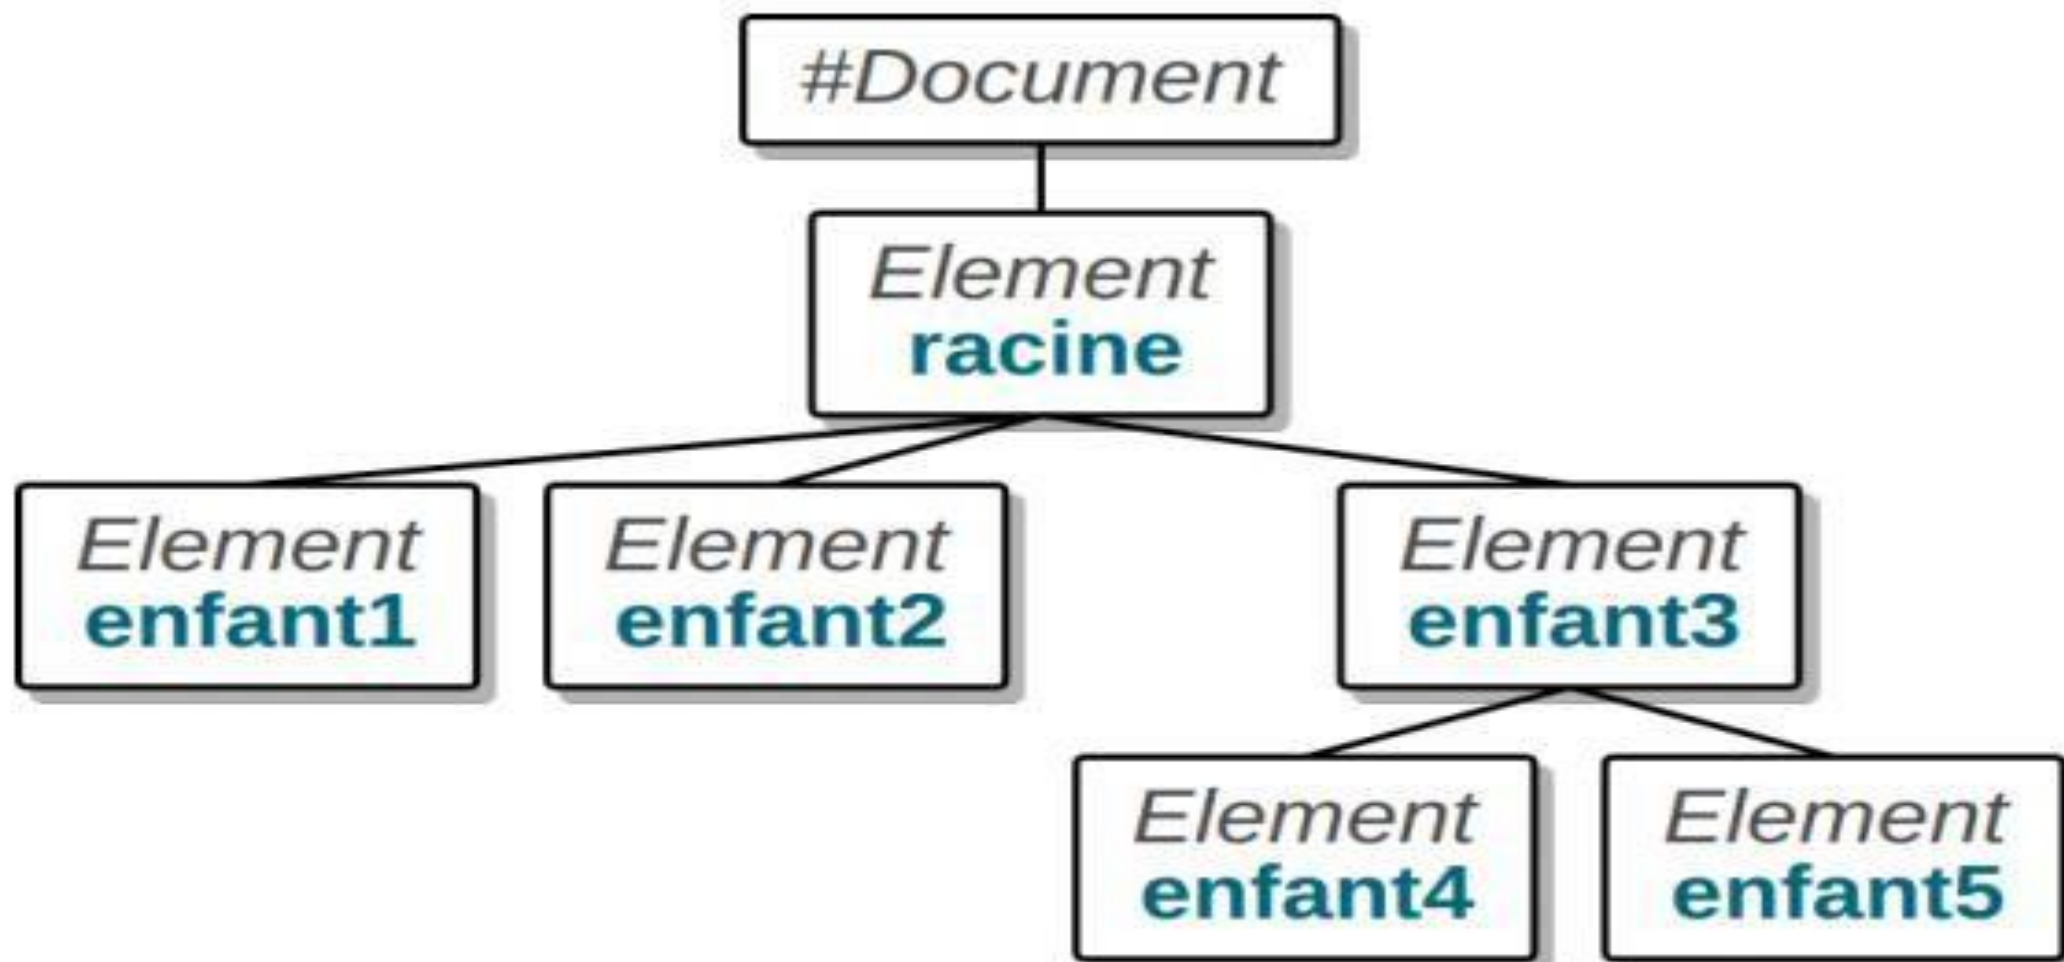 #Document
Element
racine
Element
enfant1
Element
enfant2
Element
enfant3
Element
enfant4
Element
enfant5